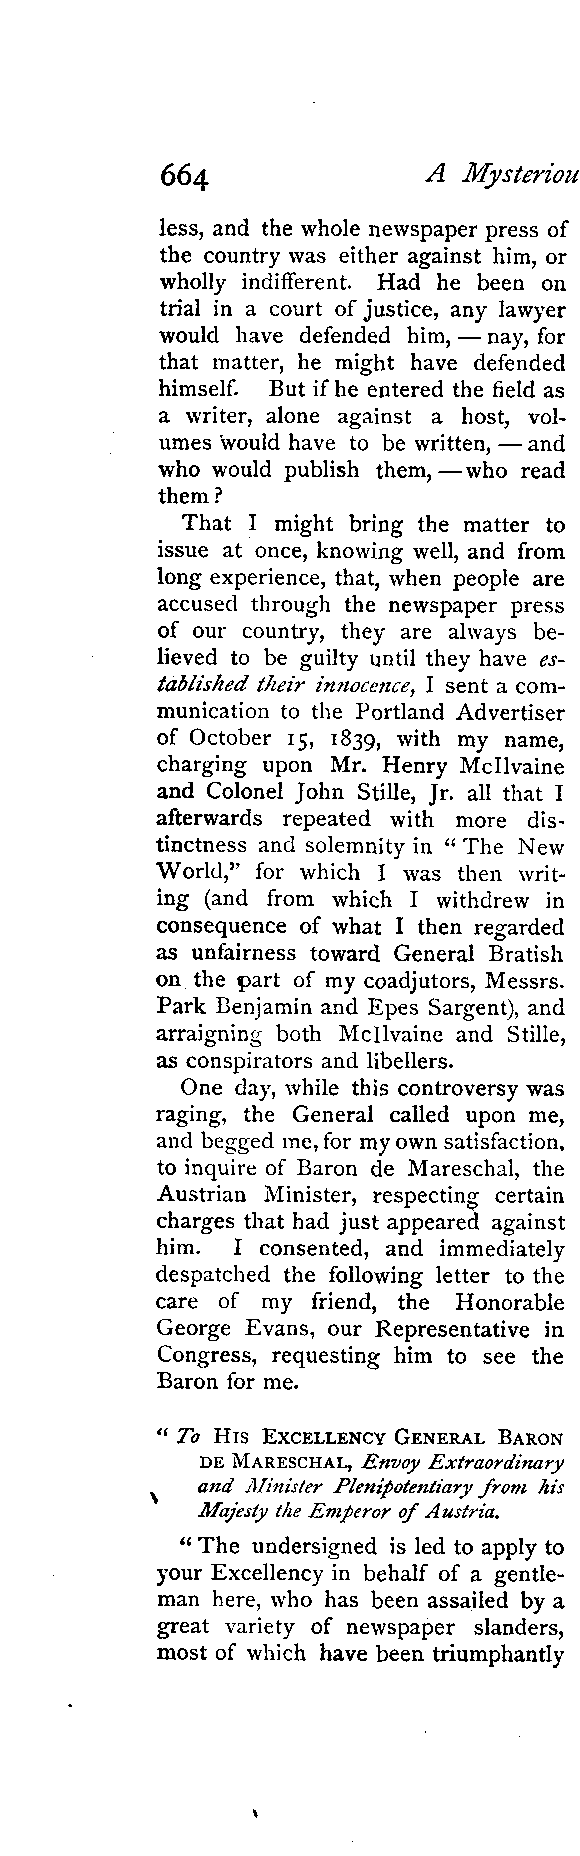 664 A Mysteriou
less, and the whole newspaper press of
the country was either against him, or
wholly indifferent. Had he been on
trial in a court of justice, any lawyer
would have defended him, — nay, for
that matter, he might have defended
himself. But if he entered the field as
a writer, alone against a host, vol-
umes would have to be written, — and
who would publish them, — who read
them?
That I might bring the matter to
issue at once, knowing well, and from
long experience, that, when people are
accused through the newspaper press
of our country, they are always be-
lieved to be guilty until they have es-
tablished their innocence, I sent a com-
munication to the Portland Advertiser
of October 15, 1839, with my name,
charging upon Mr. Henry McIlvaine
and Colonel John Stille, Jr. all that I
afterwards repeated with more dis-
tinctness and solemnity in "The New
World," for which I was then writ-
ing (and from which I withdrew in
consequence of what I then regarded
as unfairness toward General Bratish
on the part of my coadjutors, Messrs.
Park Benjamin and Epes Sargent), and
arraigning both McIlvaine and Stille,
as conspirators and libellers.
One day, while this controversy was
raging, the General called upon me,
and begged me, for my own satisfaction,
to inquire of Baron de Mareschal, the
Austrian Minister, respecting certain
charges that had just appeared against
him. I consented, and immediately
despatched the following letter to the
care of my friend, the Honorable
George Evans, our Representative in
Congress, requesting him to see the
Baron for me.
"To HIS EXCELLENCY GENERAL BARON
DE MARESCHAL, Envoy Extraordinary
and Minister Plenipotentiary from his
Majesty the Emperor of Austria.
"The undersigned is led to apply to
your Excellency in behalf of a gentle-
man here, who has been assailed by a
great variety of newspaper slanders,
most of which have been triumphantly